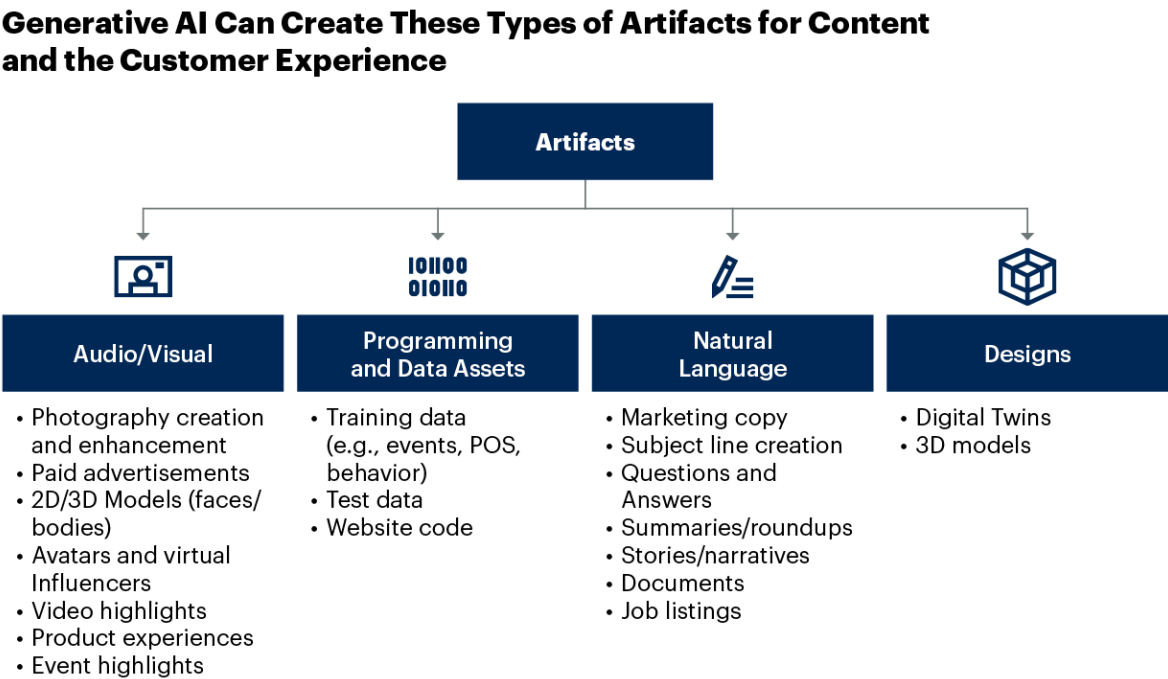 Generative AI Can Create These Types of Artifacts for Content
and the Customer Experience
Artifacts
IOIIOO
OIOIIO
Audio/Visual
• Photography creation
and enhancement
• Paid advertisements
• 2D/3D Models (faces/
bodies)
• Avatars and virtual
Influencers
• Video highlights
• Product experiences
• Event highlights
Programming
and Data Assets
• Training data
(e.g., events, POS,
behavior)
• Test data
• Website code
Natural
Language
• Marketing copy
• Subject line creation
• Questions and
Answers
• Summaries/roundups
• Stories/narratives
• Documents
• Job listings
Designs
• Digital Twins
• 3D models